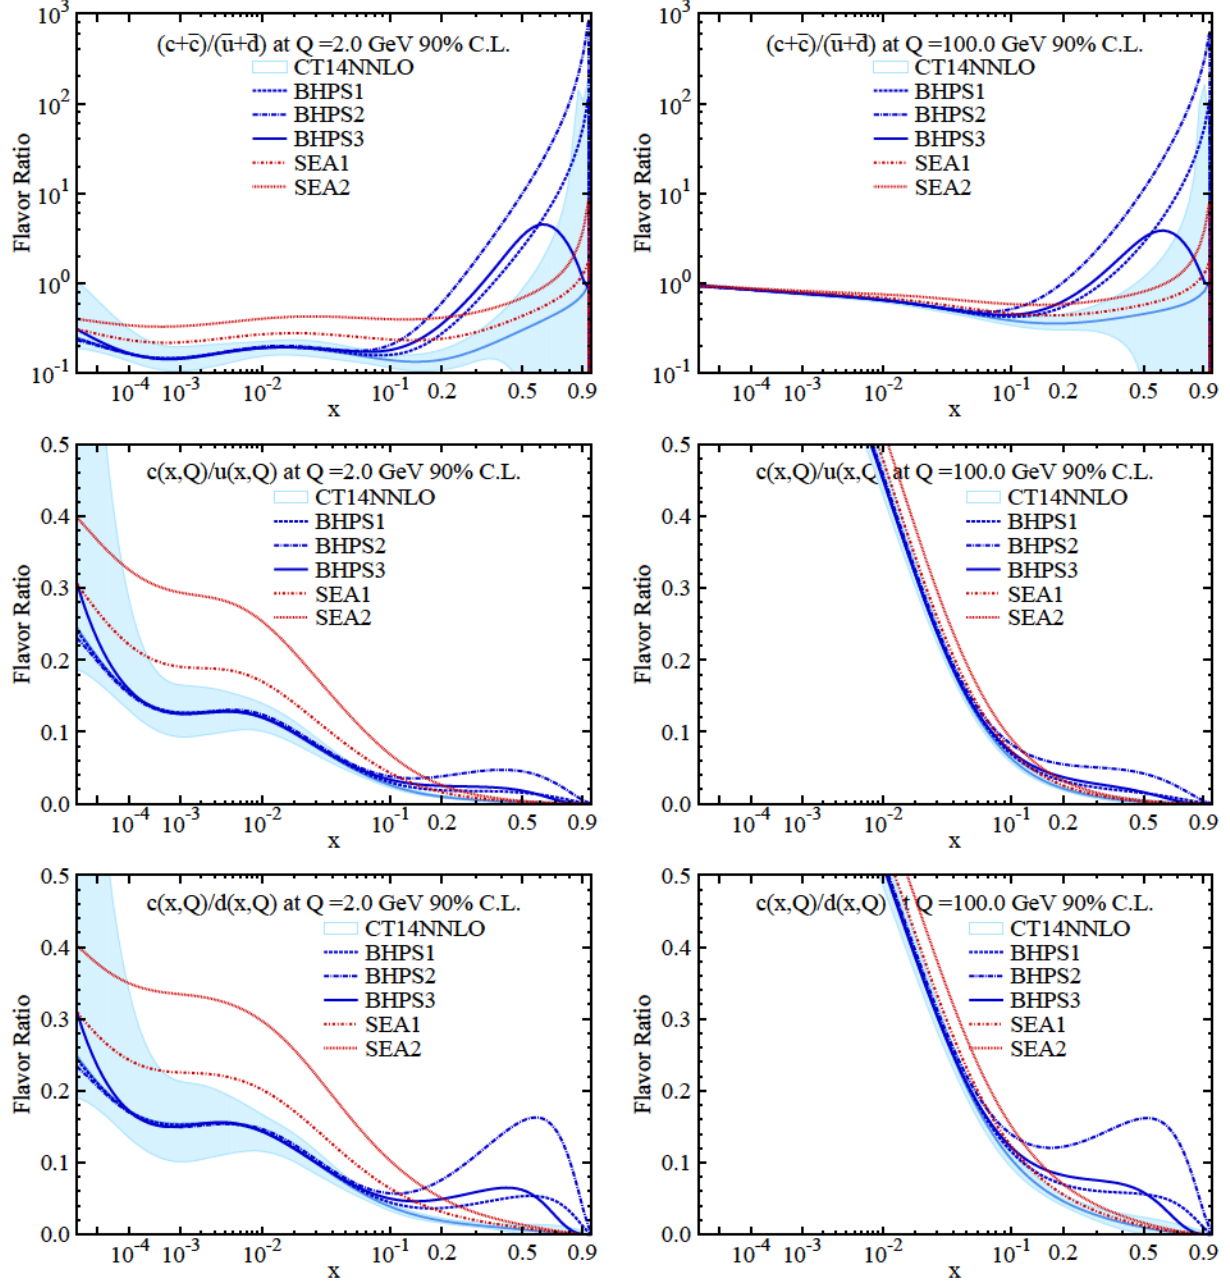 (c+c̅)/(u̅+d̅) at Q =2.0 GeV 90% C.L.
CT14NNLO
BHPS1
BHPS2
BHPS3
SEA1
SEA2
10³
10²
10¹
10⁰
10⁻¹
Flavor Ratio
10⁻⁴ 10⁻³ 10⁻² 10⁻¹ 0.2 0.5 0.9
x
(c+c̅)/(u̅+d̅) at Q =100.0 GeV 90% C.L.
CT14NNLO
BHPS1
BHPS2
BHPS3
SEA1
SEA2
10³
10²
10¹
10⁰
10⁻¹
Flavor Ratio
10⁻⁴ 10⁻³ 10⁻² 10⁻¹ 0.2 0.5 0.9
x
c(x,Q)/u(x,Q) at Q =2.0 GeV 90% C.L.
CT14NNLO
BHPS1
BHPS2
BHPS3
SEA1
SEA2
0.5
0.4
0.3
0.2
0.1
0.0
Flavor Ratio
10⁻⁴ 10⁻³ 10⁻² 10⁻¹ 0.2 0.5 0.9
x
c(x,Q)/u(x,Q at Q =100.0 GeV 90% C.L.
CT14NNLO
BHPS1
BHPS2
BHPS3
SEA1
SEA2
0.5
0.4
0.3
0.2
0.1
0.0
Flavor Ratio
10⁻⁴ 10⁻³ 10⁻² 10⁻¹ 0.2 0.5 0.9
x
c(x,Q)/d(x,Q) at Q =2.0 GeV 90% C.L.
CT14NNLO
BHPS1
BHPS2
BHPS3
SEA1
SEA2
0.5
0.4
0.3
0.2
0.1
0.0
Flavor Ratio
10⁻⁴ 10⁻³ 10⁻² 10⁻¹ 0.2 0.5 0.9
x
c(x,Q)/d(x,Q) t Q =100.0 GeV 90% C.L.
CT14NNLO
BHPS1
BHPS2
BHPS3
SEA1
SEA2
0.5
0.4
0.3
0.2
0.1
0.0
Flavor Ratio
10⁻⁴ 10⁻³ 10⁻² 10⁻¹ 0.2 0.5 0.9
x